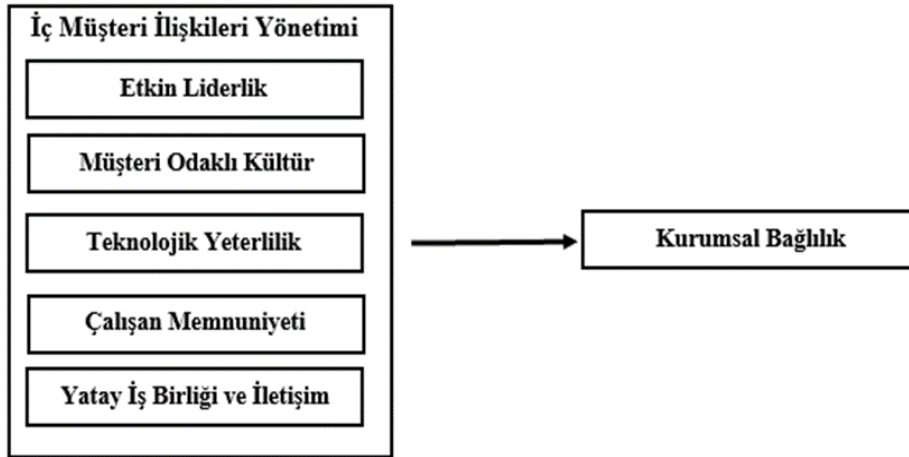 İç Müşteri İlişkileri Yönetimi
Etkin Liderlik
Müşteri Odaklı Kültür
Teknolojik Yeterlilik
Çalışan Memnuniyeti
Yatay İş Birliği ve İletişim
Kurumsal Bağlılık